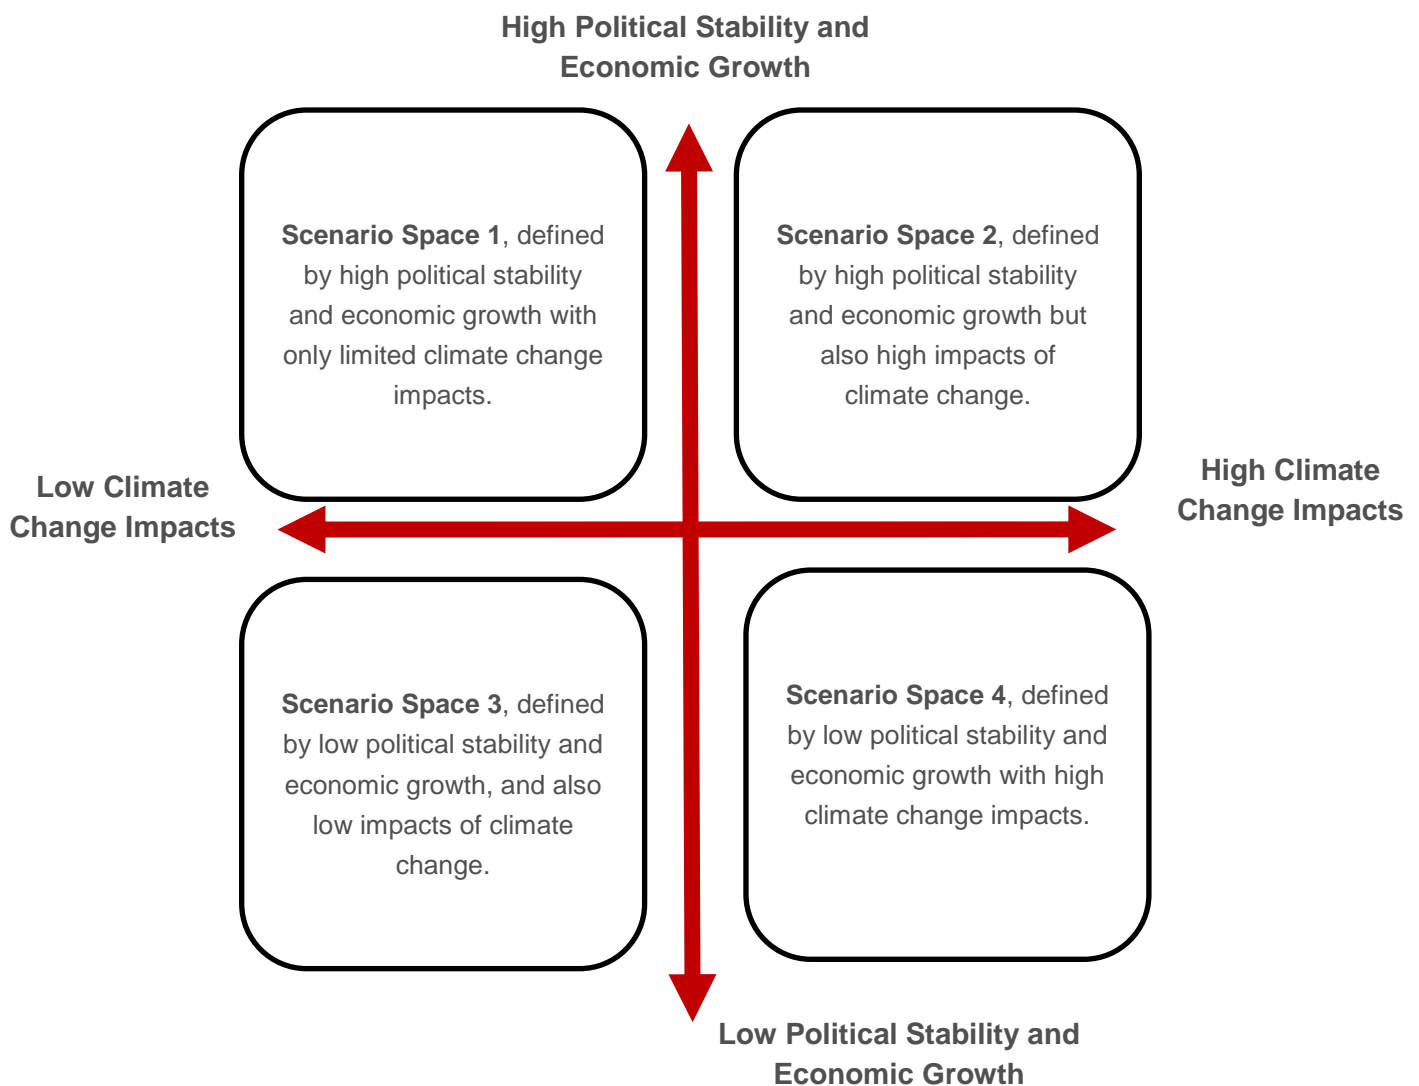 High Political Stability and
Economic Growth
Scenario Space 1, defined
by high political stability
and economic growth with
only limited climate change
impacts.
Scenario Space 2, defined
by high political stability
and economic growth but
also high impacts of
climate change.
Low Climate
Change Impacts
High Climate
Change Impacts
Scenario Space 3, defined
by low political stability and
economic growth, and also
low impacts of climate
change.
Scenario Space 4, defined
by low political stability and
economic growth with high
climate change impacts.
Low Political Stability and
Economic Growth